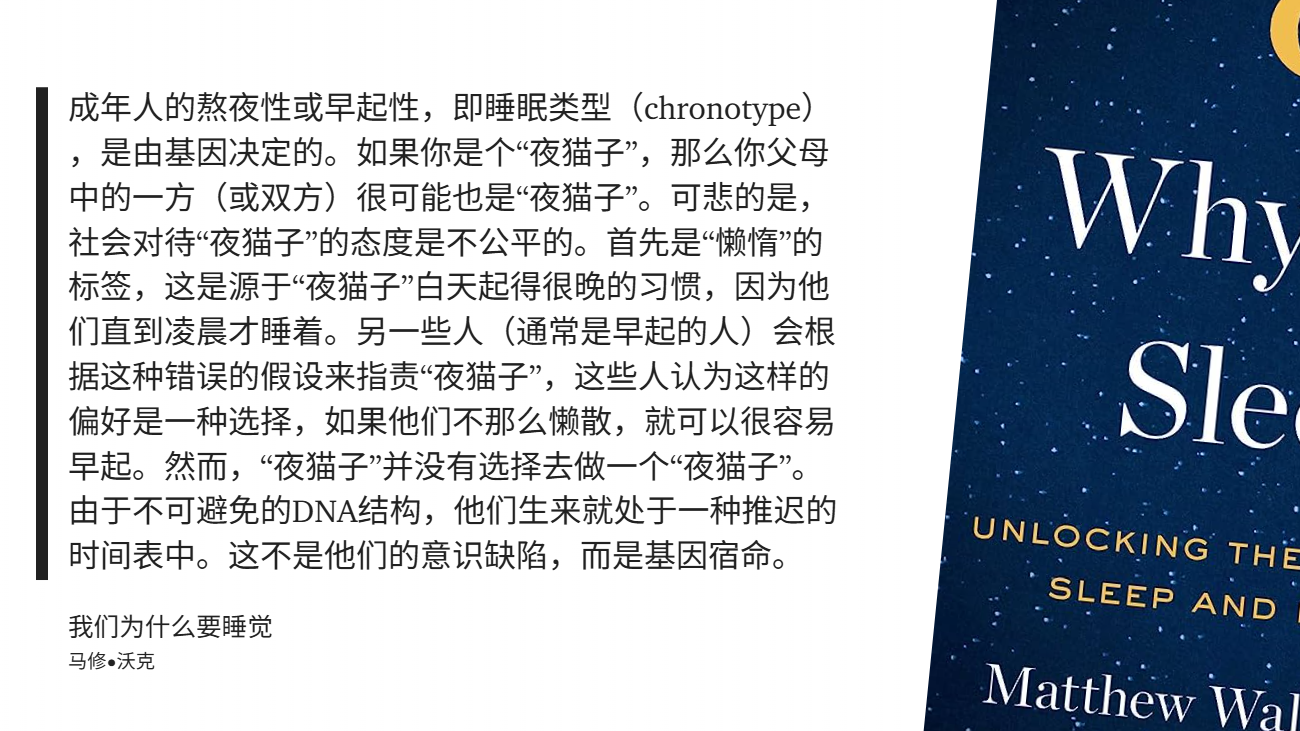 成年人的熬夜性或早起性，即睡眠类型（chronotype）
，是由基因决定的。如果你是个“夜猫子”，那么你父母
中的一方（或双方）很可能也是“夜猫子”。可悲的是，
社会对待“夜猫子”的态度是不公平的。首先是“懒惰”的
标签，这是源于“夜猫子”白天起得很晚的习惯，因为他
们直到凌晨才睡着。另一些人（通常是早起的人）会根
据这种错误的假设来指责“夜猫子”，这些人认为这样的
偏好是一种选择，如果他们不那么懒散，就可以很容易
早起。然而，“夜猫子”并没有选择去做一个“夜猫子”。
由于不可避免的DNA结构，他们生来就处于一种推迟的
时间表中。这不是他们的意识缺陷，而是基因宿命。
我们为什么要睡觉
马修•沃克
Why
Slee
UNLOCKING THE
SLEEP AND
Matthew Wal